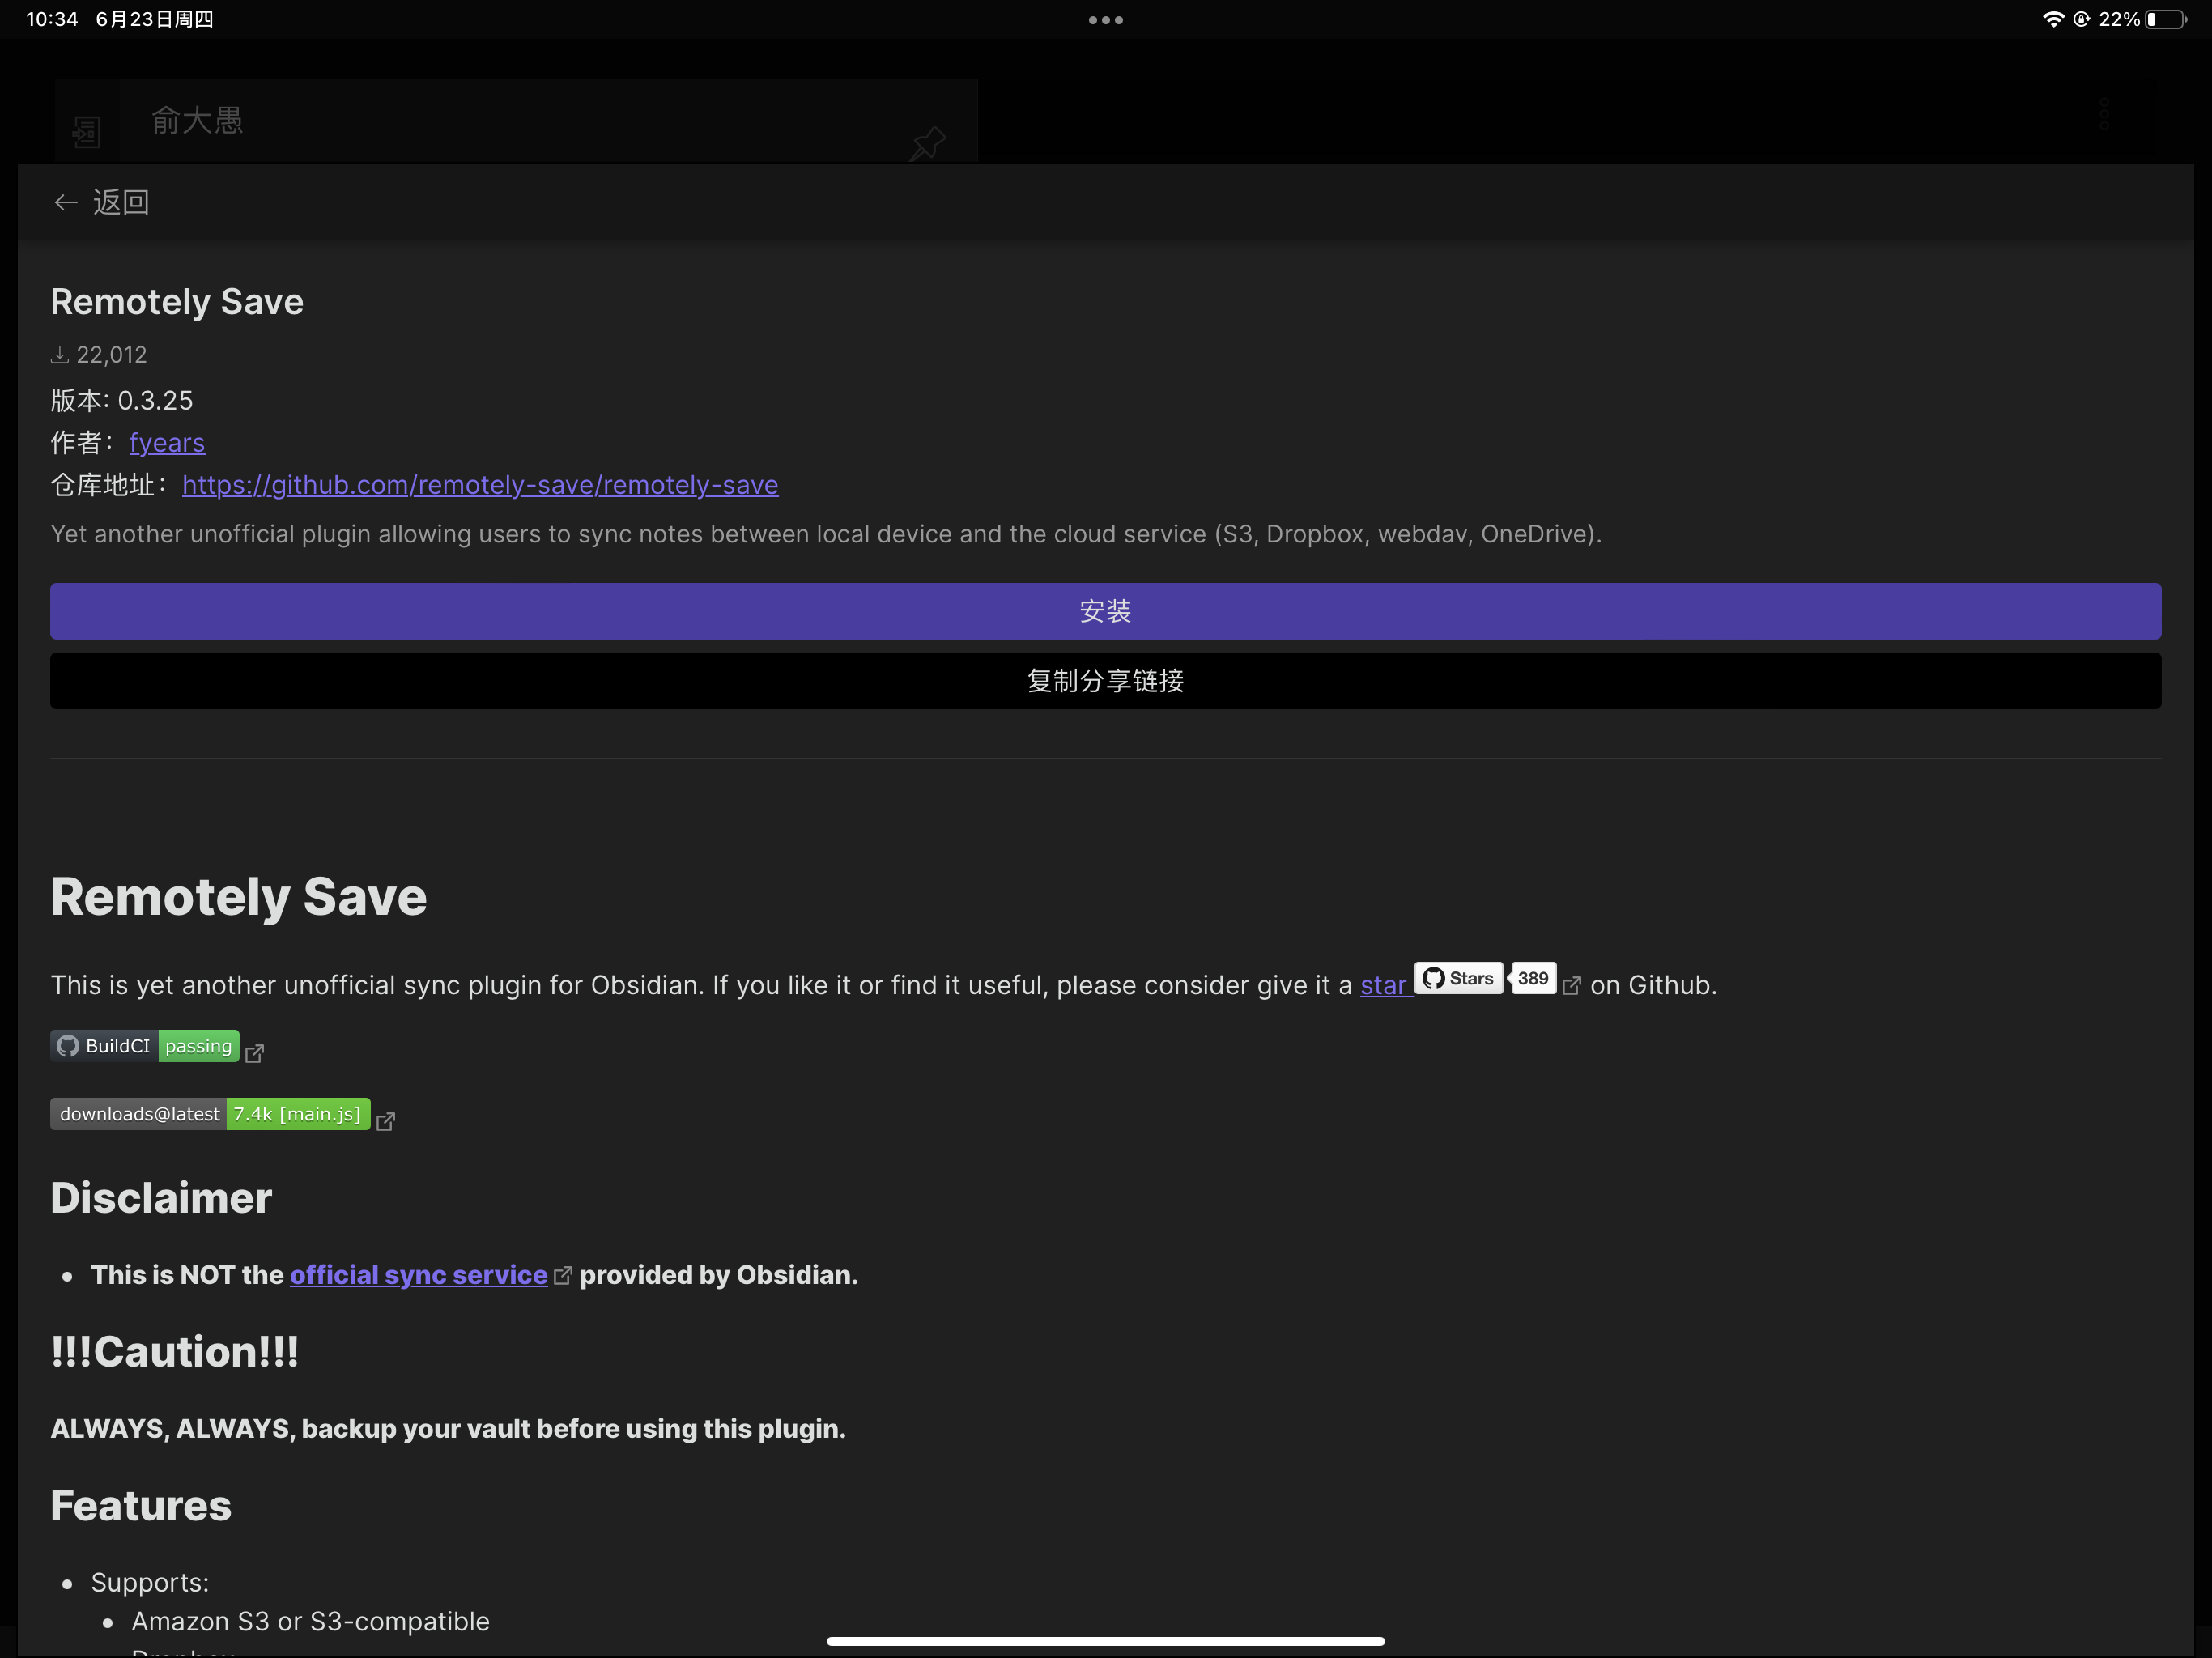 10:34 6月23日周四
22%
俞大愚
返回
Remotely Save
22,012
版本: 0.3.25
作者： fyears
仓库地址： https://github.com/remotely-save/remotely-save
Yet another unofficial plugin allowing users to sync notes between local device and the cloud service (S3, Dropbox, webdav, OneDrive).
安装
复制分享链接
Remotely Save
This is yet another unofficial sync plugin for Obsidian. If you like it or find it useful, please consider give it a star Stars 389 on Github.
BuildCI passing
downloads@latest 7.4k [main.js]
Disclaimer
• This is NOT the official sync service provided by Obsidian.
!!!Caution!!!
ALWAYS, ALWAYS, backup your vault before using this plugin.
Features
• Supports:
• Amazon S3 or S3-compatible